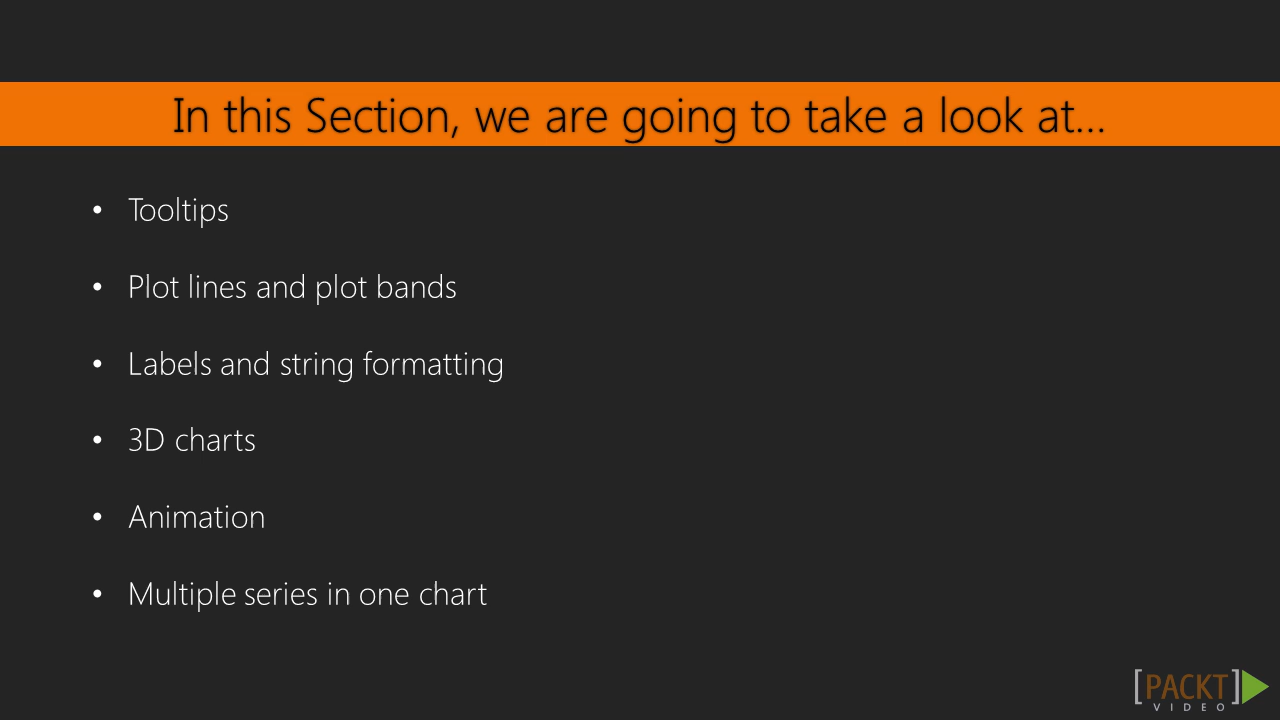 In this Section, we are going to take a look at...
• Tooltips
• Plot lines and plot bands
• Labels and string formatting
• 3D charts
• Animation
• Multiple series in one chart
[PACKT]
VIDEO